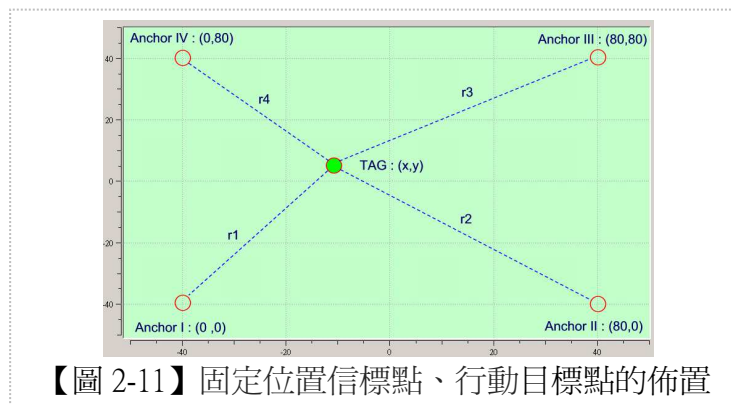 Anchor IV : (0,80)
Anchor III : (80,80)
40
r4
r3
20
TAG : (x,y)
0
r1
r2
-20
40
Anchor I : (0 ,0)
Anchor II : (80,0)
-40
-20
0
20
40
【圖 2-11】固定位置信標點、行動目標點的佈置